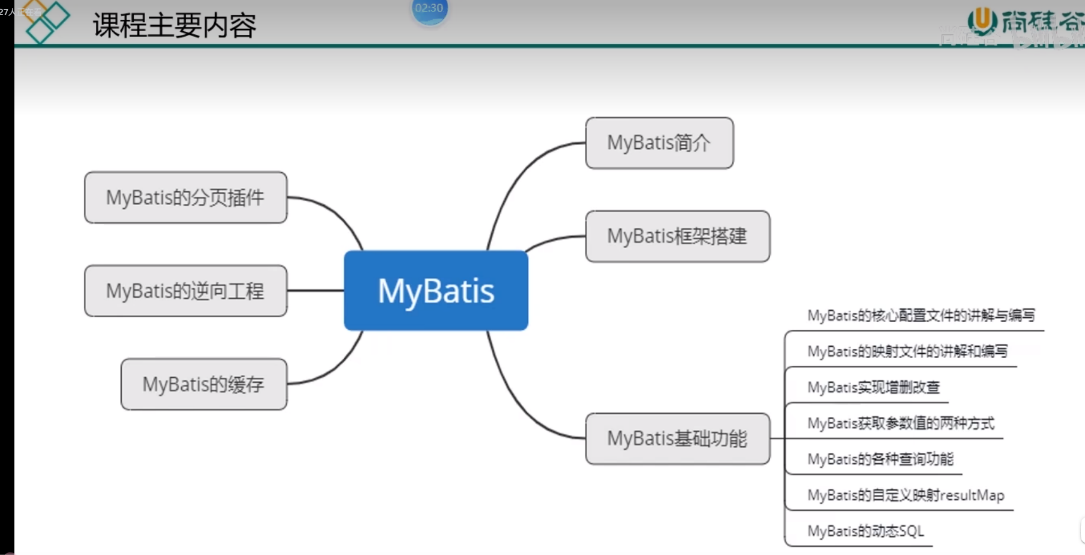 课程主要内容
02:30
尚硅谷
MyBatis
MyBatis简介
MyBatis框架搭建
MyBatis基础功能
MyBatis的核心配置文件的讲解与编写
MyBatis的映射文件的讲解和编写
MyBatis实现增删改查
MyBatis获取参数值的两种方式
MyBatis的各种查询功能
MyBatis的自定义映射resultMap
MyBatis的动态SQL
MyBatis的分页插件
MyBatis的逆向工程
MyBatis的缓存